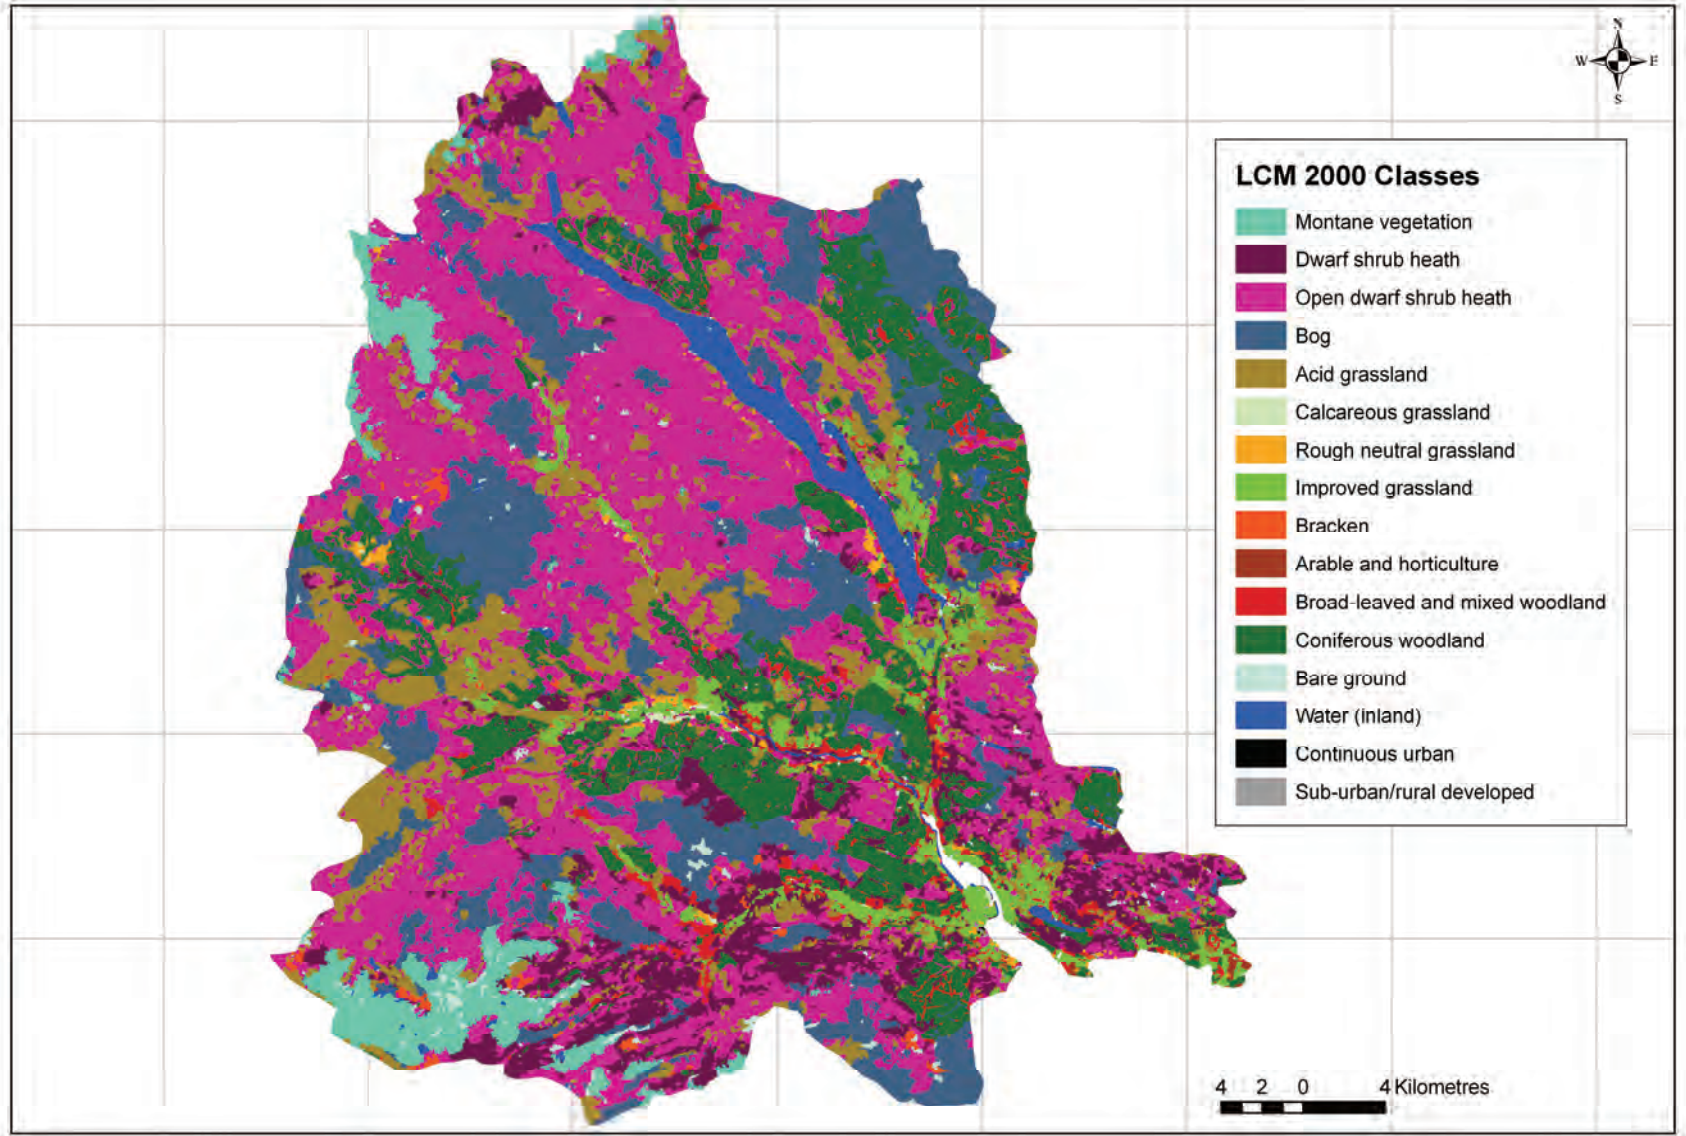 N
W E
S
LCM 2000 Classes
Montane vegetation
Dwarf shrub heath
Open dwarf shrub heath
Bog
Acid grassland
Calcareous grassland
Rough neutral grassland
Improved grassland
Bracken
Arable and horticulture
Broad-leaved and mixed woodland
Coniferous woodland
Bare ground
Water (inland)
Continuous urban
Sub-urban/rural developed
4 2 0 4 Kilometres